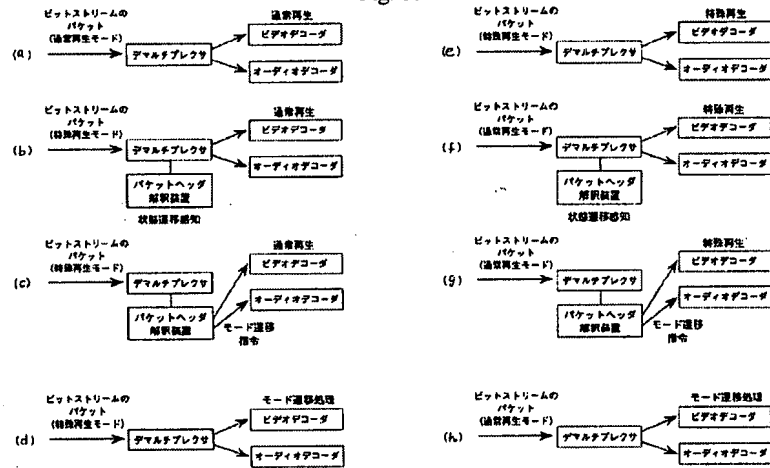 ビットストリームの
パケット
(通常再生モード)
(a)
デマルチプレクサ
通常再生
ビデオデコーダ
オーディオデコーダ
ビットストリームの
パケット
(特殊再生モード)
(b)
デマルチプレクサ
通常再生
ビデオデコーダ
オーディオデコーダ
パケットヘッダ
解釈装置
状態遷移感知
ビットストリームの
パケット
(特殊再生モード)
(c)
デマルチプレクサ
通常再生
ビデオデコーダ
オーディオデコーダ
パケットヘッダ
解釈装置
モード遷移
指令
ビットストリームの
パケット
(特殊再生モード)
(d)
デマルチプレクサ
モード遷移処理
ビデオデコーダ
オーディオデコーダ
ビットストリームの
パケット
(特殊再生モード)
(e)
デマルチプレクサ
特殊再生
ビデオデコーダ
オーディオデコーダ
ビットストリームの
パケット
(通常再生モード)
(f)
デマルチプレクサ
特殊再生
ビデオデコーダ
オーディオデコーダ
パケットヘッダ
解釈装置
状態遷移感知
ビットストリームの
パケット
(通常再生モード)
(g)
デマルチプレクサ
特殊再生
ビデオデコーダ
オーディオデコーダ
パケットヘッダ
解釈装置
モード遷移
指令
ビットストリームの
パケット
(通常再生モード)
(h)
デマルチプレクサ
モード遷移処理
ビデオデコーダ
オーディオデコーダ